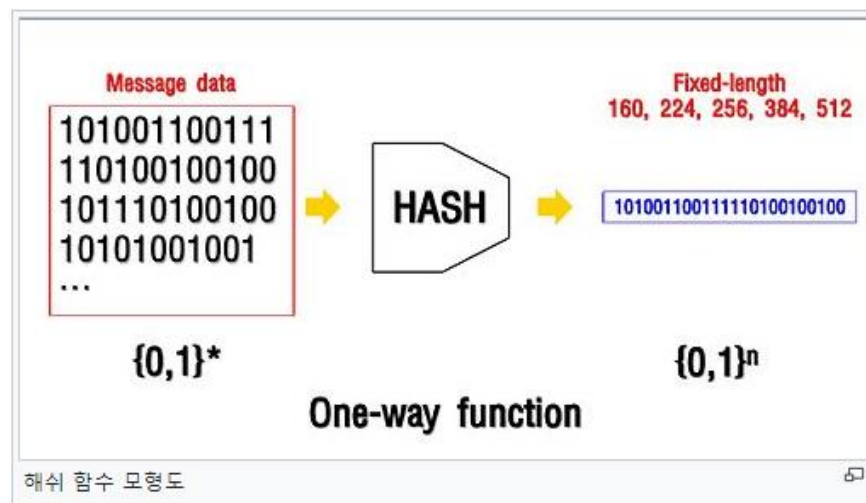 Message data
Fixed-length
160, 224, 256, 384, 512
101001100111
110100100100
101110100100
10101001001
...
HASH
101001100111110100100100
{0,1}*
{0,1}ⁿ
One-way function
해쉬 함수 모형도